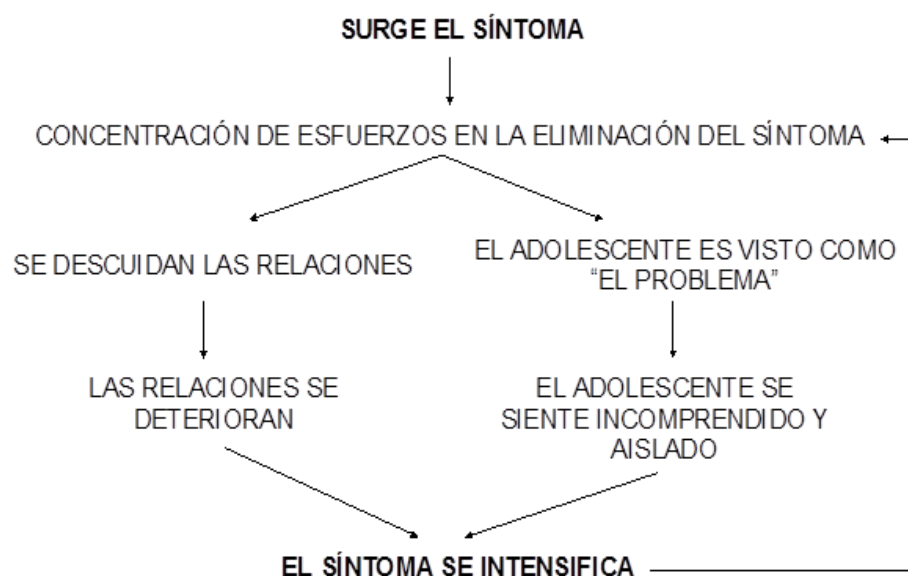 SURGE EL SÍNTOMA
CONCENTRACIÓN DE ESFUERZOS EN LA ELIMINACIÓN DEL SÍNTOMA
SE DESCUIDAN LAS RELACIONES
EL ADOLESCENTE ES VISTO COMO
“EL PROBLEMA”
LAS RELACIONES SE
DETERIORAN
EL ADOLESCENTE SE
SIENTE INCOMPRENDIDO Y
AISLADO
EL SÍNTOMA SE INTENSIFICA